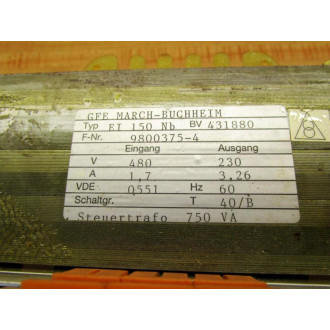 GFE MARCH-BUCHHEIM
Typ EI 150 Nb BV 431880
F-Nr. 9800375-4
Eingang Ausgang
V 480 230
A 1,7 3,26
VDE 0551 Hz 60
Schaltgr. T 40/B
Steuertrafo 750 VA